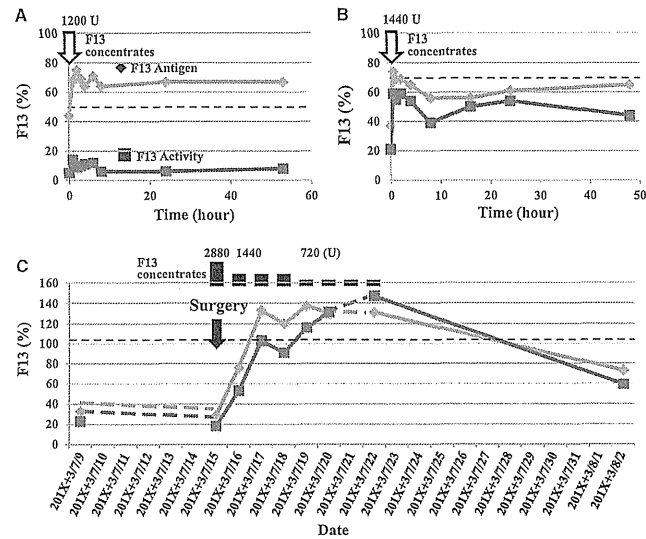 A
1200 U
F13
concentrates
F13 Antigen
F13 Activity
F13 (%)
100
80
60
40
20
0
0
20
40
60
Time (hour)
B
1440 U
F13
concentrates
F13 (%)
100
80
60
40
20
0
0
10
20
30
40
50
Time (hour)
C
F13
concentrates
2880 1440 720 (U)
Surgery
F13 (%)
160
140
120
100
80
60
40
20
0
201X+3/7/9
201X+3/7/10
201X+3/7/11
201X+3/7/12
201X+3/7/13
201X+3/7/14
201X+3/7/15
201X+3/7/16
201X+3/7/17
201X+3/7/18
201X+3/7/19
201X+3/7/20
201X+3/7/21
201X+3/7/22
201X+3/7/23
201X+3/7/24
201X+3/7/25
201X+3/7/26
201X+3/7/27
201X+3/7/28
201X+3/7/29
201X+3/7/30
201X+3/7/31
201X+3/8/1
201X+3/8/2
Date